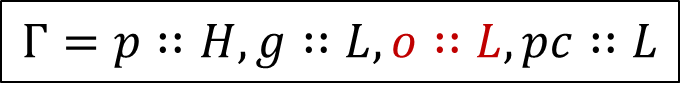 Γ = p ∷ H, g ∷ L, o ∷ L, pc ∷ L